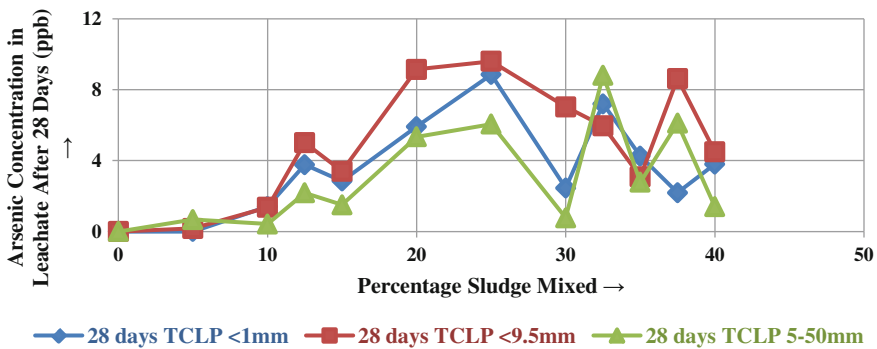 Arsenic Concentration in
Leachate After 28 Days (ppb)
→
12
8
4
0
0 10 20 30 40 50
Percentage Sludge Mixed →
28 days TCLP <1mm 28 days TCLP <9.5mm 28 days TCLP 5-50mm